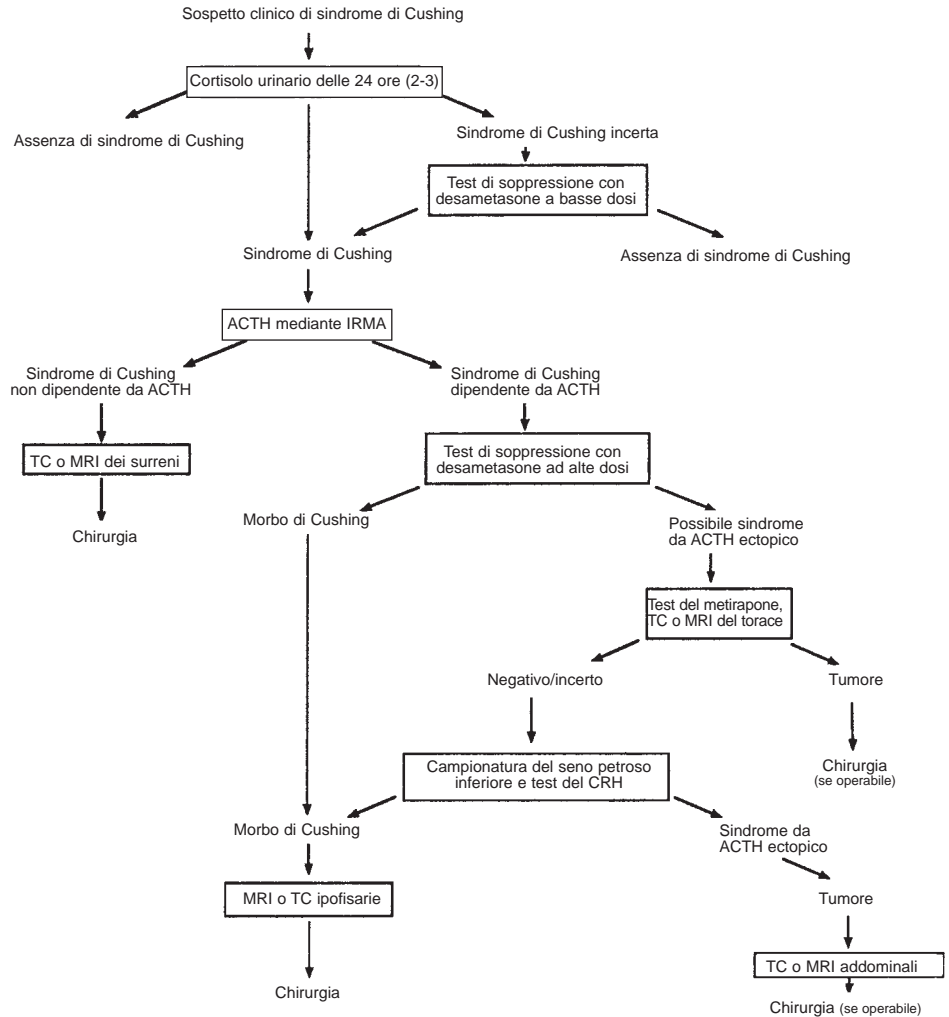 Sospetto clinico di sindrome di Cushing
Cortisolo urinario delle 24 ore (2-3)
Assenza di sindrome di Cushing
Sindrome di Cushing incerta
Test di soppressione con
desametasone a basse dosi
Sindrome di Cushing
Assenza di sindrome di Cushing
ACTH mediante IRMA
Sindrome di Cushing
non dipendente da ACTH
Sindrome di Cushing
dipendente da ACTH
TC o MRI dei surreni
Test di soppressione con
desametasone ad alte dosi
Chirurgia
Morbo di Cushing
Possibile sindrome
da ACTH ectopico
Test del metirapone,
TC o MRI del torace
Negativo/incerto
Tumore
Chirurgia
(se operabile)
Campionatura del seno petroso
inferiore e test del CRH
Morbo di Cushing
Sindrome da
ACTH ectopico
MRI o TC ipofisarie
Tumore
Chirurgia
TC o MRI addominali
Chirurgia (se operabile)